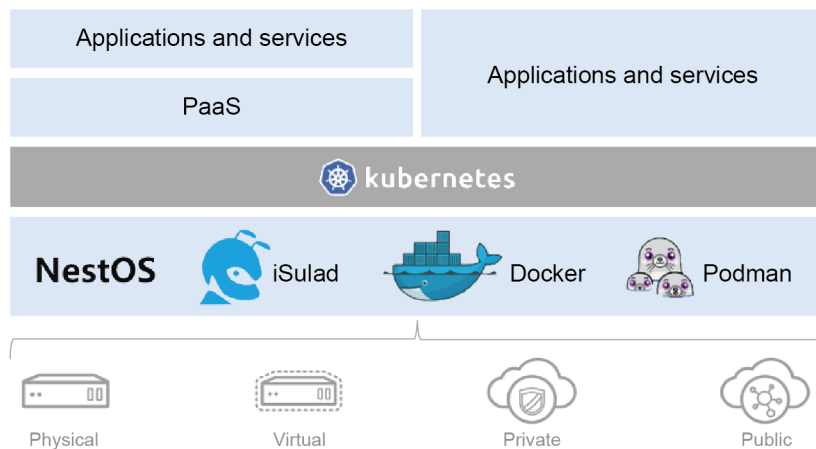 Applications and services
Applications and services
PaaS
kubernetes
NestOS
iSulad
Docker
Podman
Physical
Virtual
Private
Public